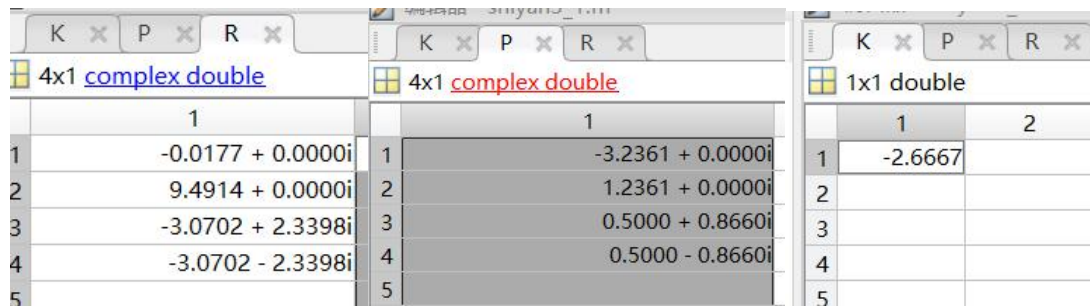 K P R
4x1 complex double
1
1 -0.0177 + 0.0000i
2 9.4914 + 0.0000i
3 -3.0702 + 2.3398i
4 -3.0702 - 2.3398i
5
K P R
4x1 complex double
1
1 -3.2361 + 0.0000i
2 1.2361 + 0.0000i
3 0.5000 + 0.8660i
4 0.5000 - 0.8660i
5
K P R
1x1 double
1 2
1 -2.6667
2
3
4
5